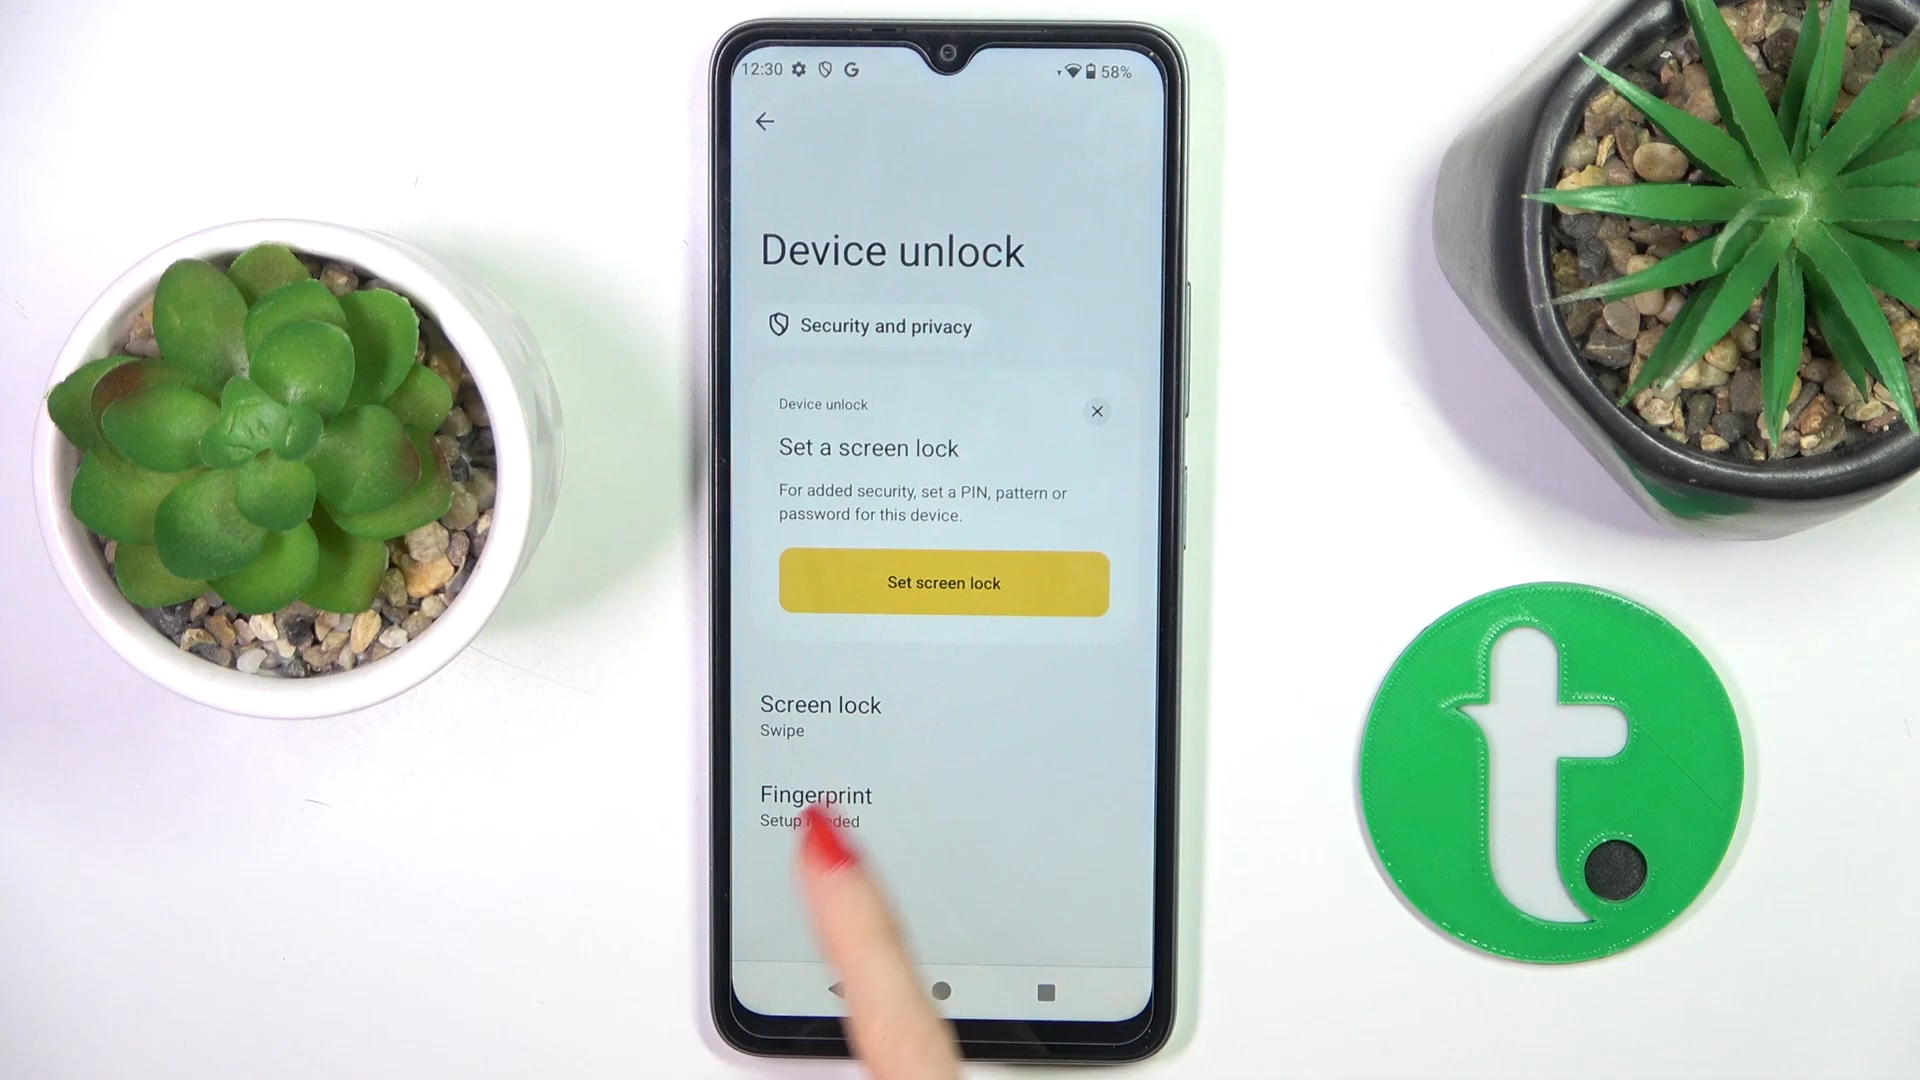 12:30 58%
Device unlock
Security and privacy
Device unlock
Set a screen lock
For added security, set a PIN, pattern or
password for this device.
Set screen lock
Screen lock
Swipe
Fingerprint
Setup needed
t.